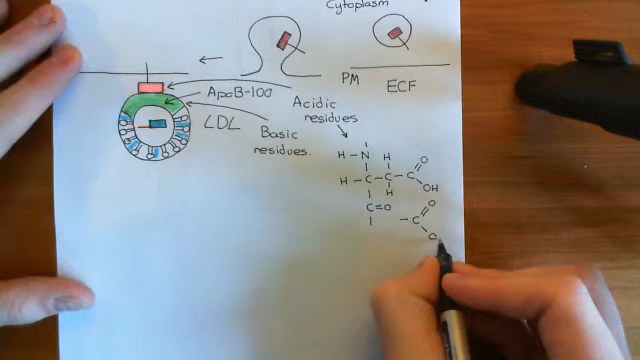 Cytoplasm
PM
ECF
ApoB-100
LDL
Acidic
residues
Basic
residues.
H-N H O
H-C-C-C
H OH
C=O O
-C
O